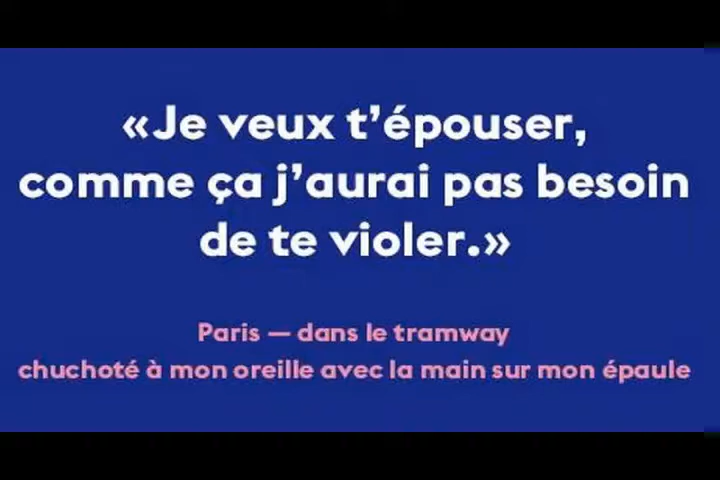 «Je veux t’épouser,
comme ça j’aurai pas besoin
de te violer.»
Paris — dans le tramway
chuchoté à mon oreille avec la main sur mon épaule